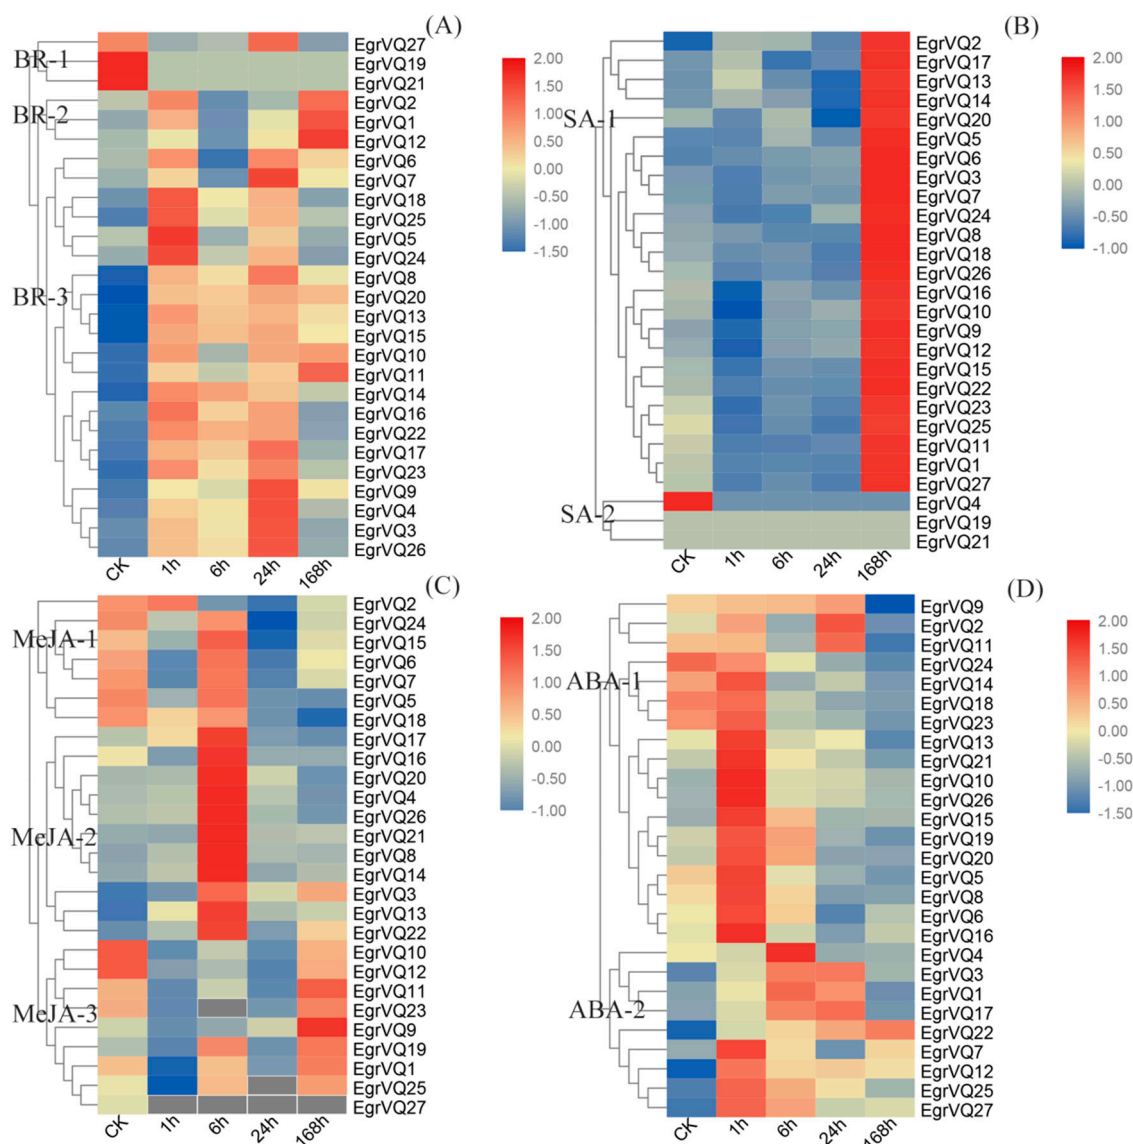 (A)
BR-1
BR-2
BR-3
EgrVQ27
EgrVQ19
EgrVQ21
EgrVQ2
EgrVQ1
EgrVQ12
EgrVQ6
EgrVQ7
EgrVQ18
EgrVQ25
EgrVQ5
EgrVQ24
EgrVQ8
EgrVQ20
EgrVQ13
EgrVQ15
EgrVQ10
EgrVQ11
EgrVQ14
EgrVQ16
EgrVQ22
EgrVQ17
EgrVQ23
EgrVQ9
EgrVQ4
EgrVQ3
EgrVQ26
CK 1h 6h 24h 168h
2.00
1.50
1.00
0.50
0.00
-0.50
-1.00
-1.50
(B)
SA-1
SA-2
EgrVQ2
EgrVQ17
EgrVQ13
EgrVQ14
EgrVQ20
EgrVQ5
EgrVQ6
EgrVQ3
EgrVQ7
EgrVQ24
EgrVQ8
EgrVQ18
EgrVQ26
EgrVQ16
EgrVQ10
EgrVQ9
EgrVQ12
EgrVQ15
EgrVQ22
EgrVQ23
EgrVQ25
EgrVQ11
EgrVQ1
EgrVQ27
EgrVQ4
EgrVQ19
EgrVQ21
CK 1h 6h 24h 168h
2.00
1.50
1.00
0.50
0.00
-0.50
-1.00
(C)
MeJA-1
MeJA-2
MeJA-3
EgrVQ2
EgrVQ24
EgrVQ15
EgrVQ6
EgrVQ7
EgrVQ5
EgrVQ18
EgrVQ17
EgrVQ16
EgrVQ20
EgrVQ4
EgrVQ26
EgrVQ21
EgrVQ8
EgrVQ14
EgrVQ3
EgrVQ13
EgrVQ22
EgrVQ10
EgrVQ12
EgrVQ11
EgrVQ23
EgrVQ9
EgrVQ19
EgrVQ1
EgrVQ25
EgrVQ27
CK 1h 6h 24h 168h
2.00
1.50
1.00
0.50
0.00
-0.50
-1.00
(D)
ABA-1
ABA-2
EgrVQ9
EgrVQ2
EgrVQ11
EgrVQ24
EgrVQ14
EgrVQ18
EgrVQ23
EgrVQ13
EgrVQ21
EgrVQ10
EgrVQ26
EgrVQ15
EgrVQ19
EgrVQ20
EgrVQ5
EgrVQ8
EgrVQ6
EgrVQ16
EgrVQ4
EgrVQ3
EgrVQ1
EgrVQ17
EgrVQ22
EgrVQ7
EgrVQ12
EgrVQ25
EgrVQ27
CK 1h 6h 24h 168h
2.00
1.50
1.00
0.50
0.00
-0.50
-1.00
-1.50